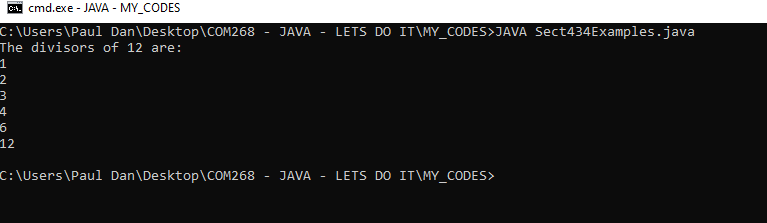 cmd.exe - JAVA - MY_CODES
C:\Users\Paul Dan\Desktop\COM268 - JAVA - LETS DO IT\MY_CODES>JAVA Sect434Examples.java
The divisors of 12 are:
1
2
3
4
6
12
C:\Users\Paul Dan\Desktop\COM268 - JAVA - LETS DO IT\MY_CODES>